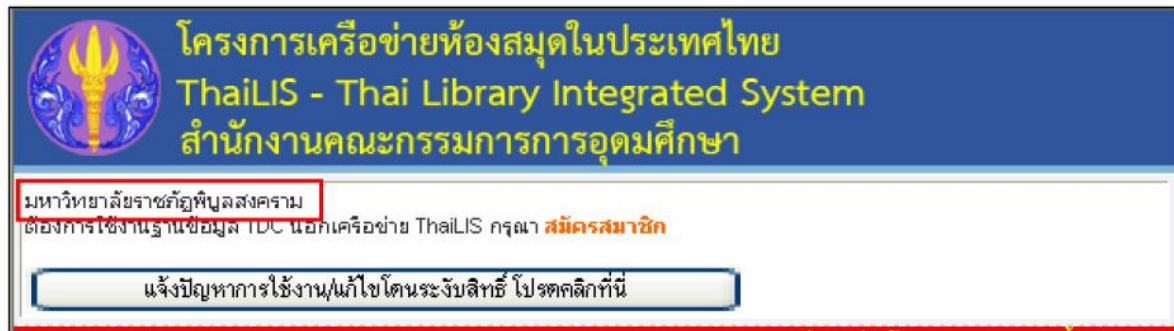 โครงการเครือข่ายห้องสมุดในประเทศไทย
ThaiLIS - Thai Library Integrated System
สำนักงานคณะกรรมการการอุดมศึกษา
มหาวิทยาลัยราชภัฏพิบูลสงคราม
ต้องการใช้งานฐานข้อมูล TDC นอกเครือข่าย ThaiLIS กรุณา สมัครสมาชิก
แจ้งปัญหาการใช้งาน/แก้ไขโดนระงับสิทธิ์ โปรดคลิกที่นี่